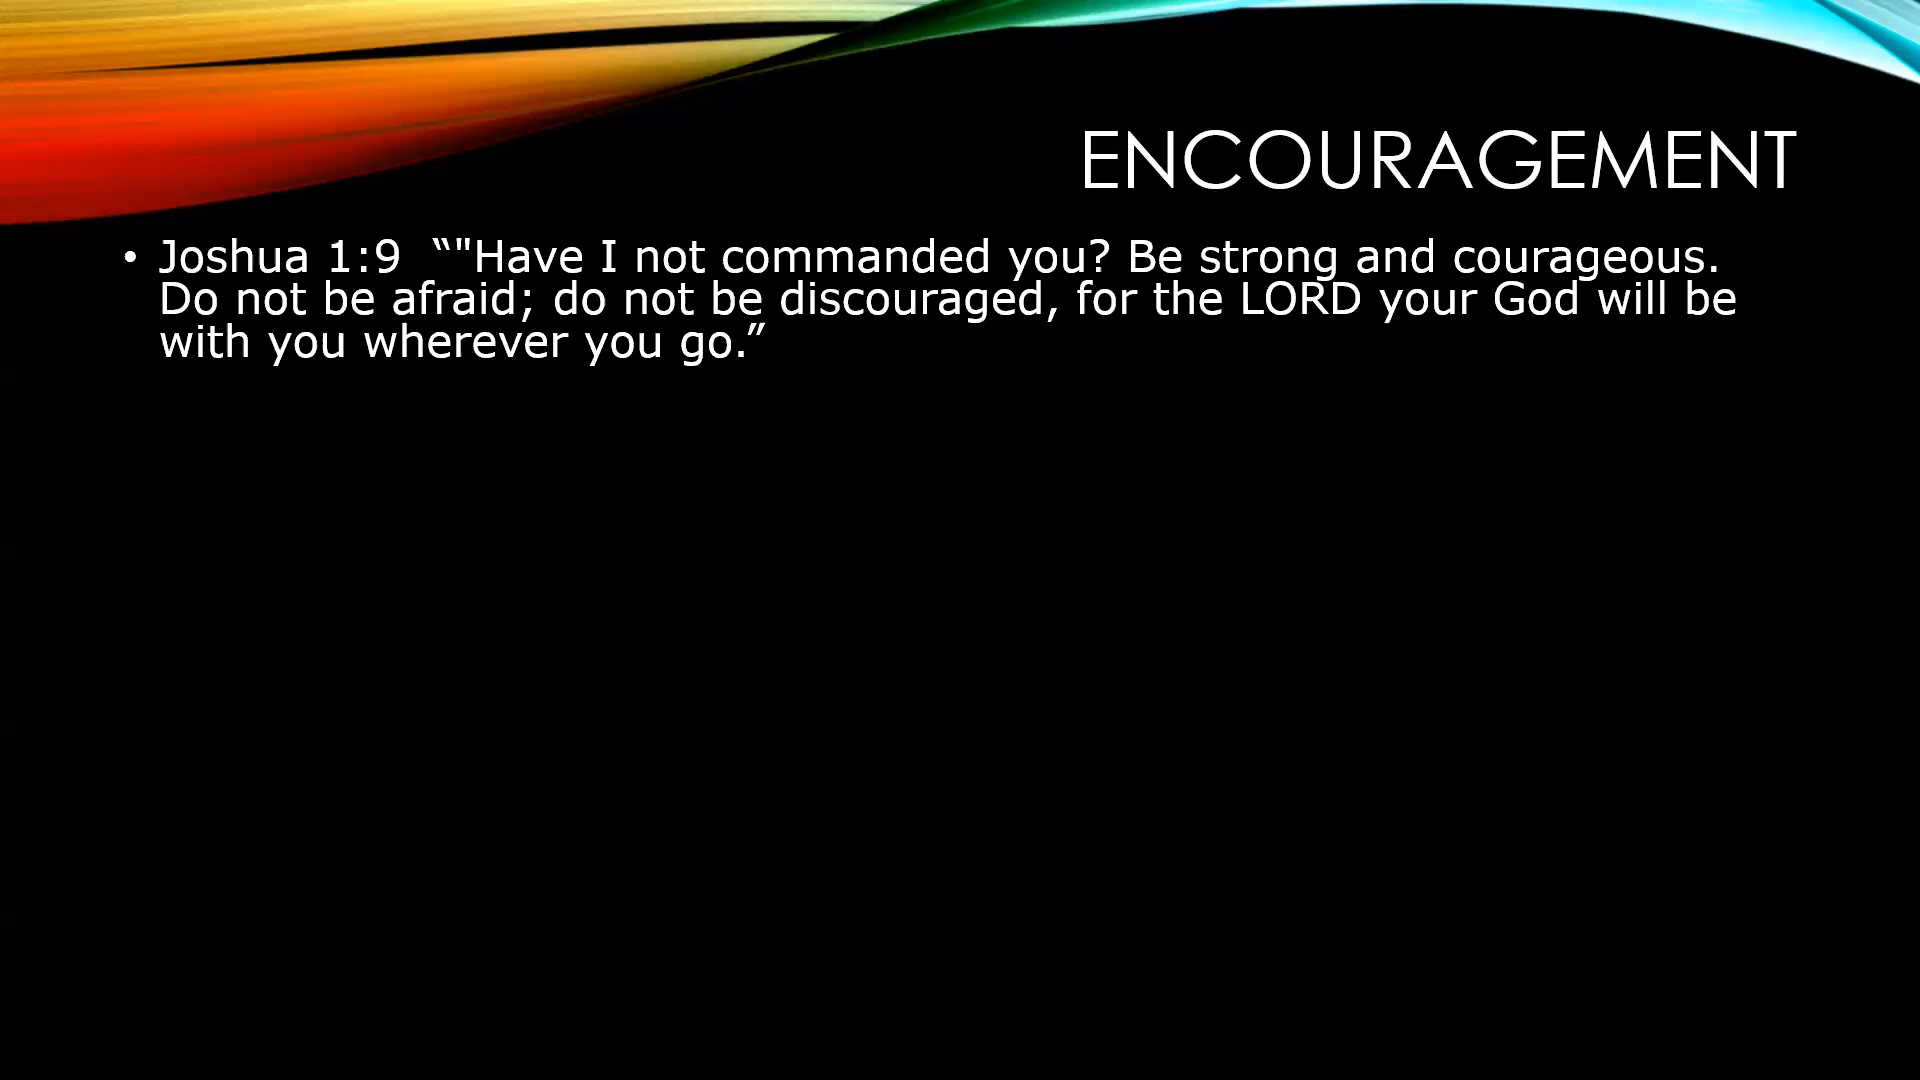 ENCOURAGEMENT
• Joshua 1:9  “"Have I not commanded you? Be strong and courageous.
Do not be afraid; do not be discouraged, for the LORD your God will be
with you wherever you go.”